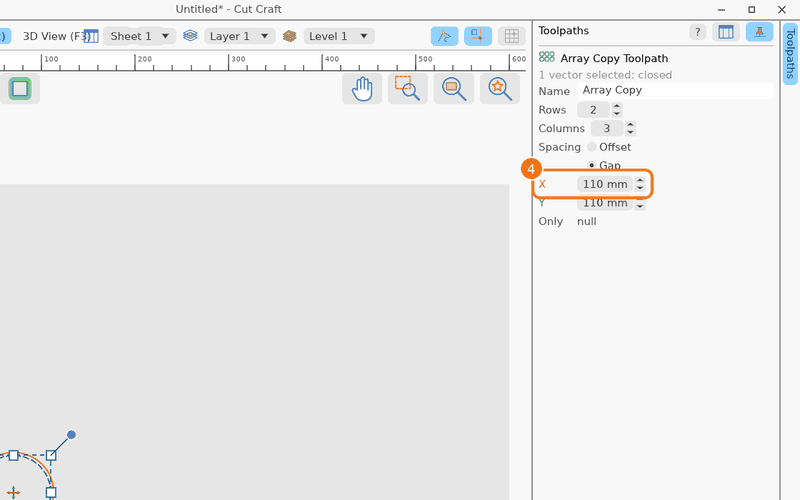 Untitled* - Cut Craft
3D View (F3) Sheet 1 Layer 1 Level 1
100 200 300 400 500 600
Toolpaths ?
Toolpaths
Array Copy Toolpath
1 vector selected: closed
Name Array Copy
Rows 2
Columns 3
Spacing Offset
Gap
4
X 110 mm
Y 110 mm
Only null